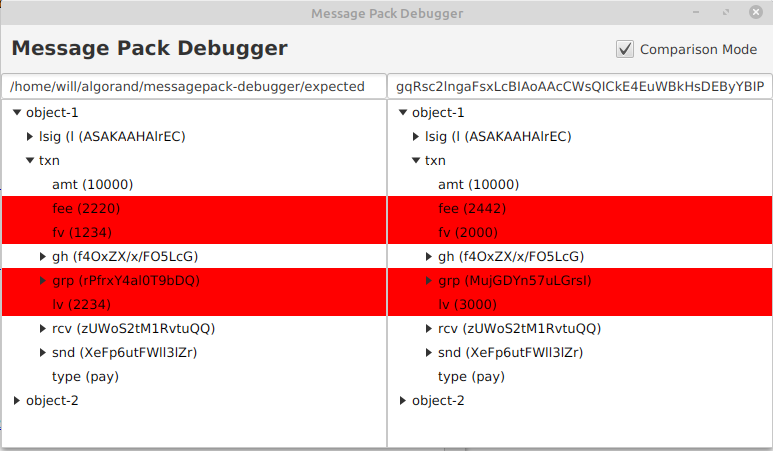 Message Pack Debugger
Message Pack Debugger
Comparison Mode
/home/will/algorand/messagepack-debugger/expected
gqRsc2lngaFsxLcBIAoAAcCWsQICkE4EuWBkHsDEByYBIP
object-1
lsig (l (ASAKAAHAlrEC)
txn
amt (10000)
fee (2220)
fv (1234)
gh (f4OxZX/x/FO5LcG)
grp (rPfrxY4al0T9bDQ)
lv (2234)
rcv (zUWoS2tM1RvtuQQ)
snd (XeFp6utFWll3lZr)
type (pay)
object-2
object-1
lsig (l (ASAKAAHAlrEC)
txn
amt (10000)
fee (2442)
fv (2000)
gh (f4OxZX/x/FO5LcG)
grp (MujGDYn57uLGrsI)
lv (3000)
rcv (zUWoS2tM1RvtuQQ)
snd (XeFp6utFWll3lZr)
type (pay)
object-2